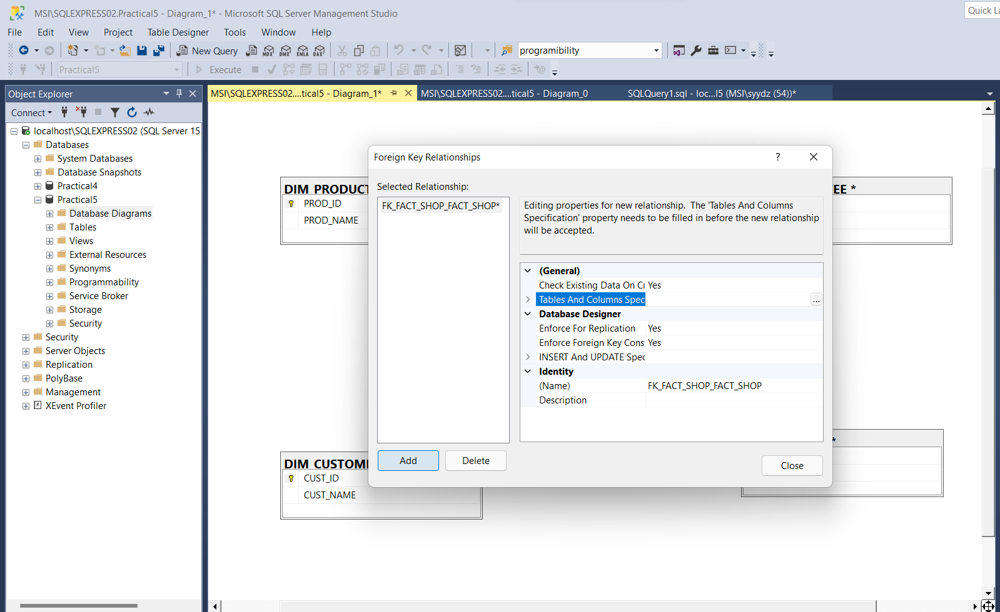 MSI\SQLEXPRESS02.Practical5 - Diagram_1* - Microsoft SQL Server Management Studio
Quick La
File Edit View Project Table Designer Tools Window Help
New Query MDX DMX XMLA DAX programibility
Practical5 Execute
Object Explorer
MSI\SQLEXPRESS02....tical5 - Diagram_1* MSI\SQLEXPRESS02....tical5 - Diagram_0 SQLQuery1.sql - loc...l5 (MSI\syydz (54))*
Connect
localhost\SQLEXPRESS02 (SQL Server 15
Databases
System Databases
Database Snapshots
Practical4
Practical5
Database Diagrams
Tables
Views
External Resources
Synonyms
Programmability
Service Broker
Storage
Security
Security
Server Objects
Replication
PolyBase
Management
XEvent Profiler
DIM_PRODUCT
PROD_ID
PROD_NAME
EE *
DIM_CUSTOM
CUST_ID
CUST_NAME
*
Foreign Key Relationships ?
Selected Relationship:
FK_FACT_SHOP_FACT_SHOP*
Editing properties for new relationship. The 'Tables And Columns
Specification' property needs to be filled in before the new relationship
will be accepted.
(General)
Check Existing Data On Cr Yes
Tables And Columns Spec ...
Database Designer
Enforce For Replication Yes
Enforce Foreign Key Cons Yes
INSERT And UPDATE Spec
Identity
(Name) FK_FACT_SHOP_FACT_SHOP
Description
Add Delete
Close